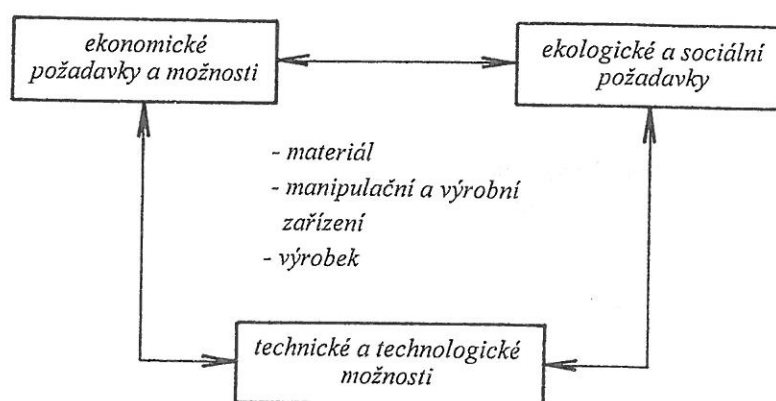 ekonomické
požadavky a možnosti
ekologické a sociální
požadavky
- materiál
- manipulační a výrobní
zařízení
- výrobek
technické a technologické
možnosti